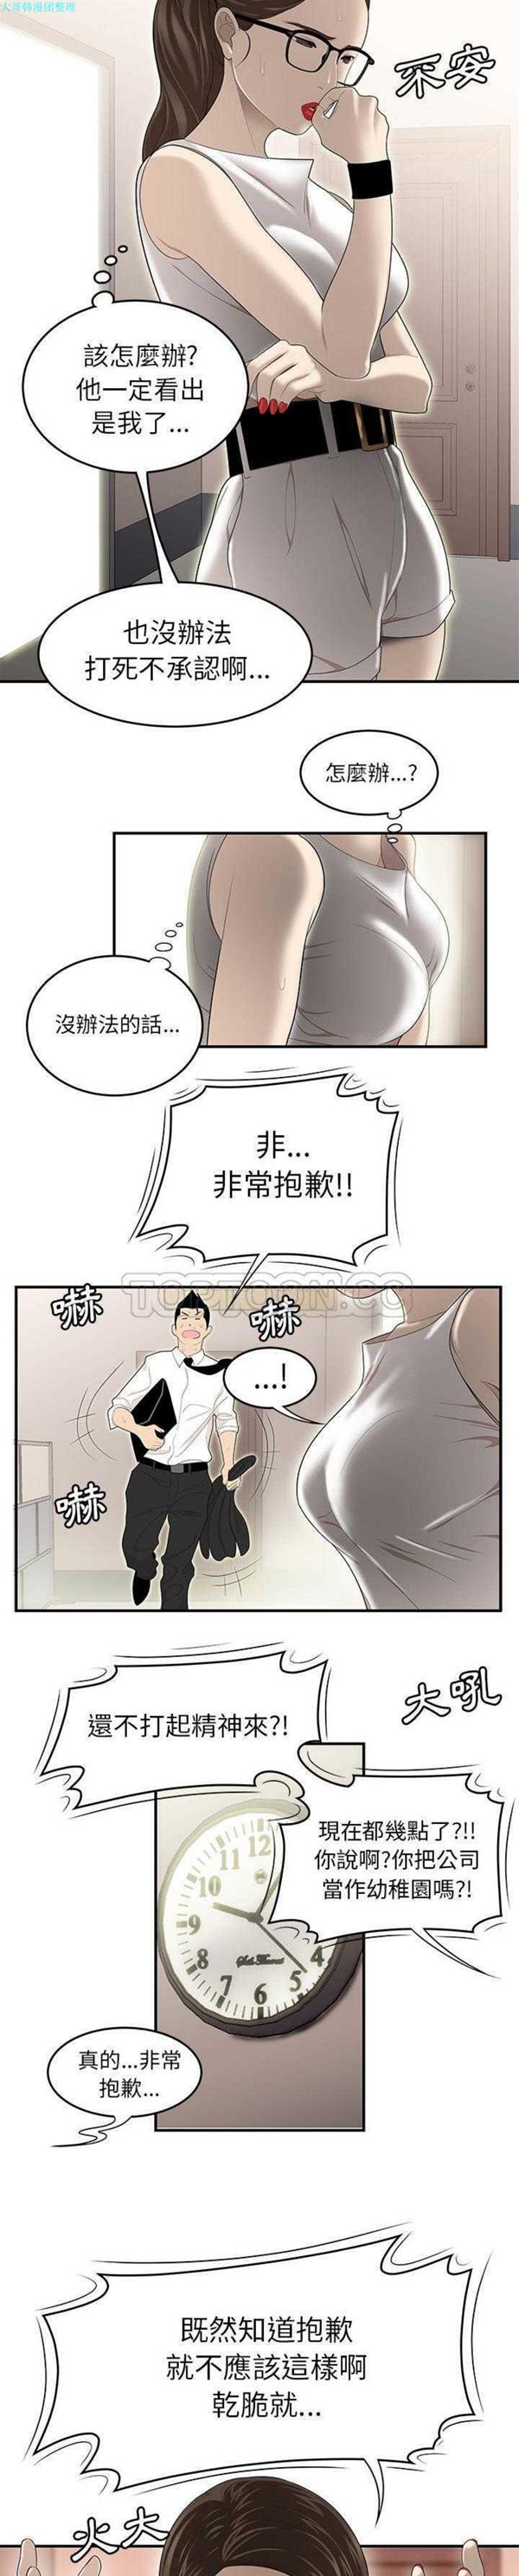 大哥韩漫团整理
不安
該怎麼辦?
他一定看出
是我了...
也沒辦法
打死不承認啊...
怎麼辦...?
沒辦法的話...
非...
非常抱歉!!
TOPTOON.CC
嚇
嚇
...!
嚇
大吼
還不打起精神來?!
現在都幾點了?!!
你說啊?你把公司
當作幼稚園嗎?!
12
11
10
9
8
7
6
5
4
真的...非常
抱歉...
既然知道抱歉
就不應該這樣啊
乾脆就...
火大